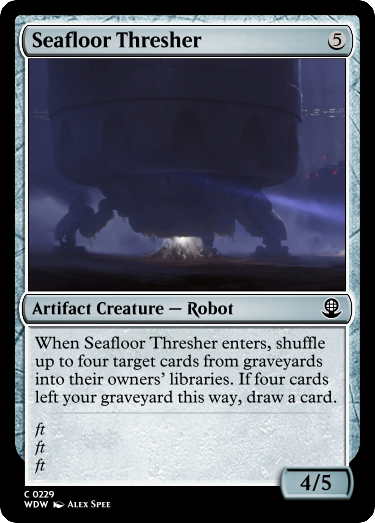 Seafloor Thresher 5
Artifact Creature — Robot
When Seafloor Thresher enters, shuffle
up to four target cards from graveyards
into their owners' libraries. If four cards
left your graveyard this way, draw a card.
ft
ft
ft
4/5
C 0229
WDW Alex Spee